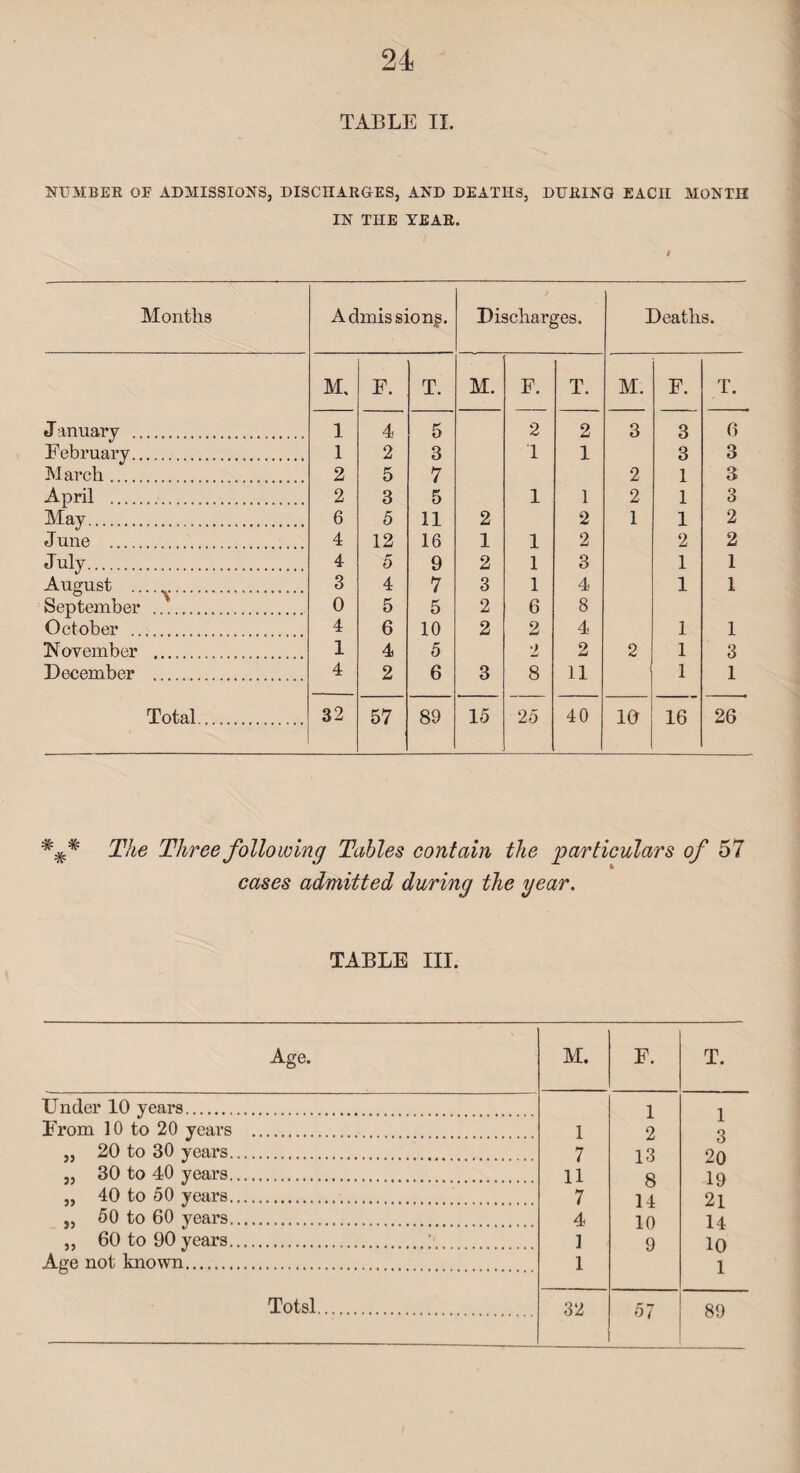 24
TABLE II.
NUMBER OF ADMISSIONS, DISCHARGES, AND DEATHS, DURING EACH MONTH
IN THE YEAR.
Months Admissions. Discharges. Deaths.
M. F. T. M. F. T. M. F. T.
January ........ 1 4 5 2 2 3 3 6
February........ 1 2 3 1 1 3 3
March ........ 2 5 7 2 1 3
April ........ 2 3 5 1 1 2 1 3
May........ 6 5 11 2 2 1 1 2
June ........ 4 12 16 1 1 2 2 2
July........ 4 5 9 2 1 3 1 1
August ........ 3 4 7 3 1 4 1 1
September ........ 0 5 5 2 6 8
October ........ 4 6 10 2 2 4 1 1
November ........ 1 4 5 2 2 2 1 3
December ........ 4 2 6 3 8 11 1 1
Total........ 32 57 89 15 25 40 10 16 26
*** The Three following Tables contain the particulars of 57
cases admitted during the year.
TABLE III.
Age. M. F. T.
Under 10 years........ 1 1
From 10 to 20 years ........ 1 2 3
„ 20 to 30 years........ 7 13 20
„ 30 to 40 years........ 11 8 19
„ 40 to 50 years........ 7 14 21
„ 50 to 60 years........ 4 10 14
„ 60 to 90 years........ 1 9 10
Age not known........ 1 1
Totsl........ 32 57 89